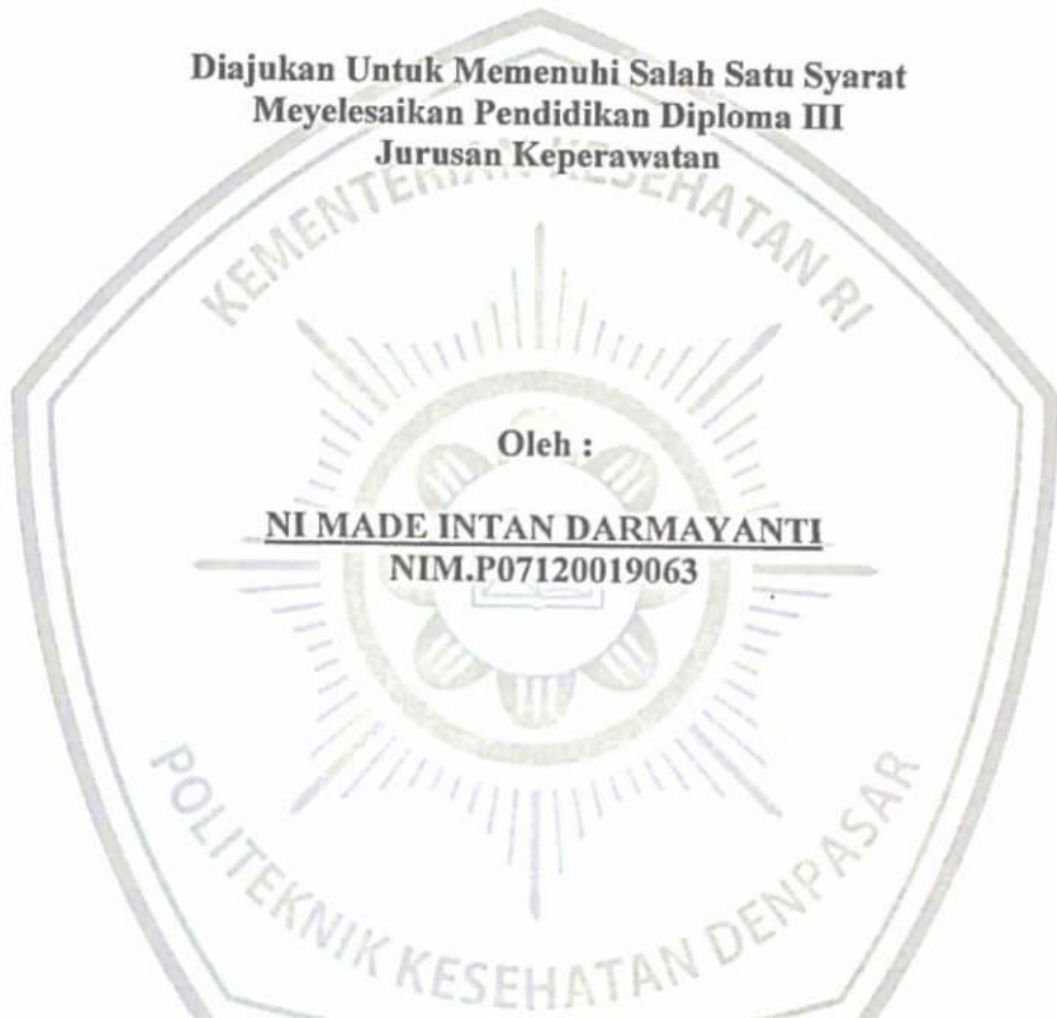 Diajukan Untuk Memenuhi Salah Satu Syarat
Meyelesaikan Pendidikan Diploma III
Jurusan Keperawatan
KEMENTERIAN KESEHATAN RI
Oleh :
NI MADE INTAN DARMAYANTI
NIM.P07120019063
POLITEKNIK KESEHATAN DENPASAR